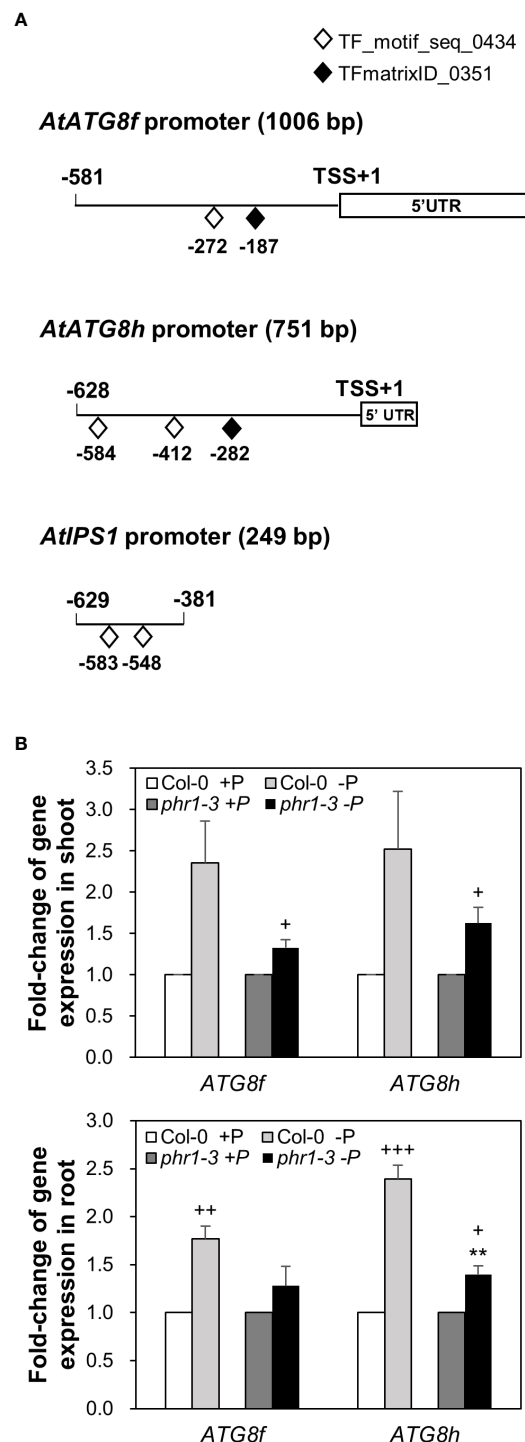 A
TF_motif_seq_0434
TFmatrixID_0351
AtATG8f promoter (1006 bp)
-581
TSS+1
5'UTR
-272 -187
AtATG8h promoter (751 bp)
-628
TSS+1
5' UTR
-584 -412 -282
AtIPS1 promoter (249 bp)
-629 -381
-583 -548
B
Fold-change of gene
expression in shoot
3.5
3.0
2.5
2.0
1.5
1.0
0.5
0.0
Col-0 +P Col-0 -P
phr1-3 +P phr1-3 -P
+
+
ATG8f ATG8h
Fold-change of gene
expression in root
3.0
2.5
2.0
1.5
1.0
0.5
0.0
Col-0 +P Col-0 -P
phr1-3 +P phr1-3 -P
++
+++
+
**
ATG8f ATG8h